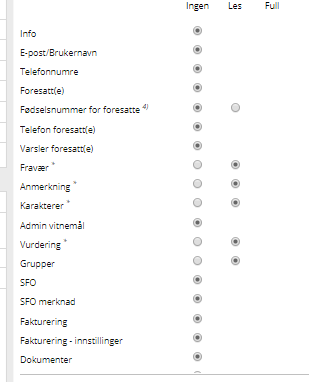 Ingen Les Full
Info
E-post/Brukernavn
Telefonnumre
Foresatt(e)
Fødselsnummer for foresatte 4)
Telefon foresatt(e)
Varsler foresatt(e)
Fravær *
Anmerkning *
Karakterer *
Admin vitnemål
Vurdering *
Grupper
SFO
SFO merknad
Fakturering
Fakturering - innstillinger
Dokumenter